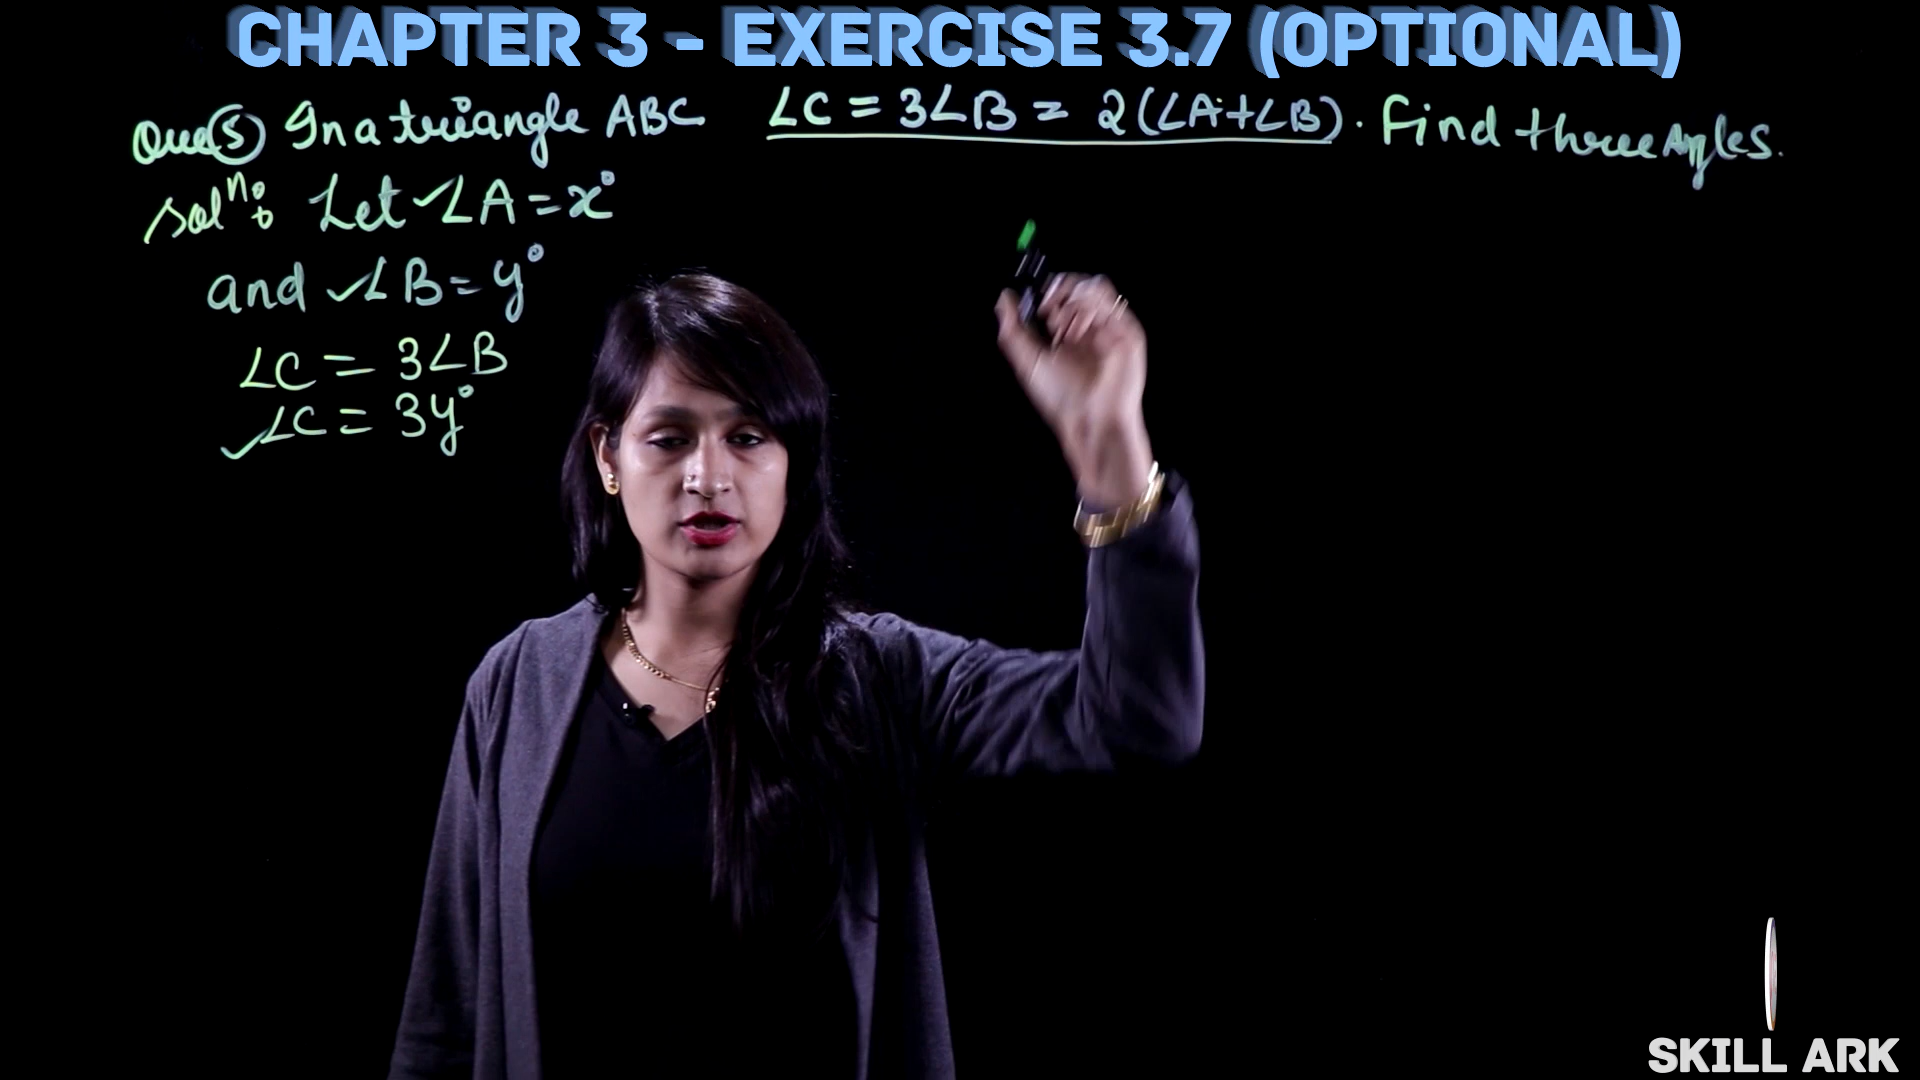 CHAPTER 3 - EXERCISE 3.7 (OPTIONAL)
Que(5) In a triangle ABC ∠C = 3∠B = 2(∠A+∠B). Find three Angles.
solⁿ: Let ✓∠A = x°
and ✓∠B = y°
∠C = 3∠B
✓∠C = 3y°
SKILL ARK